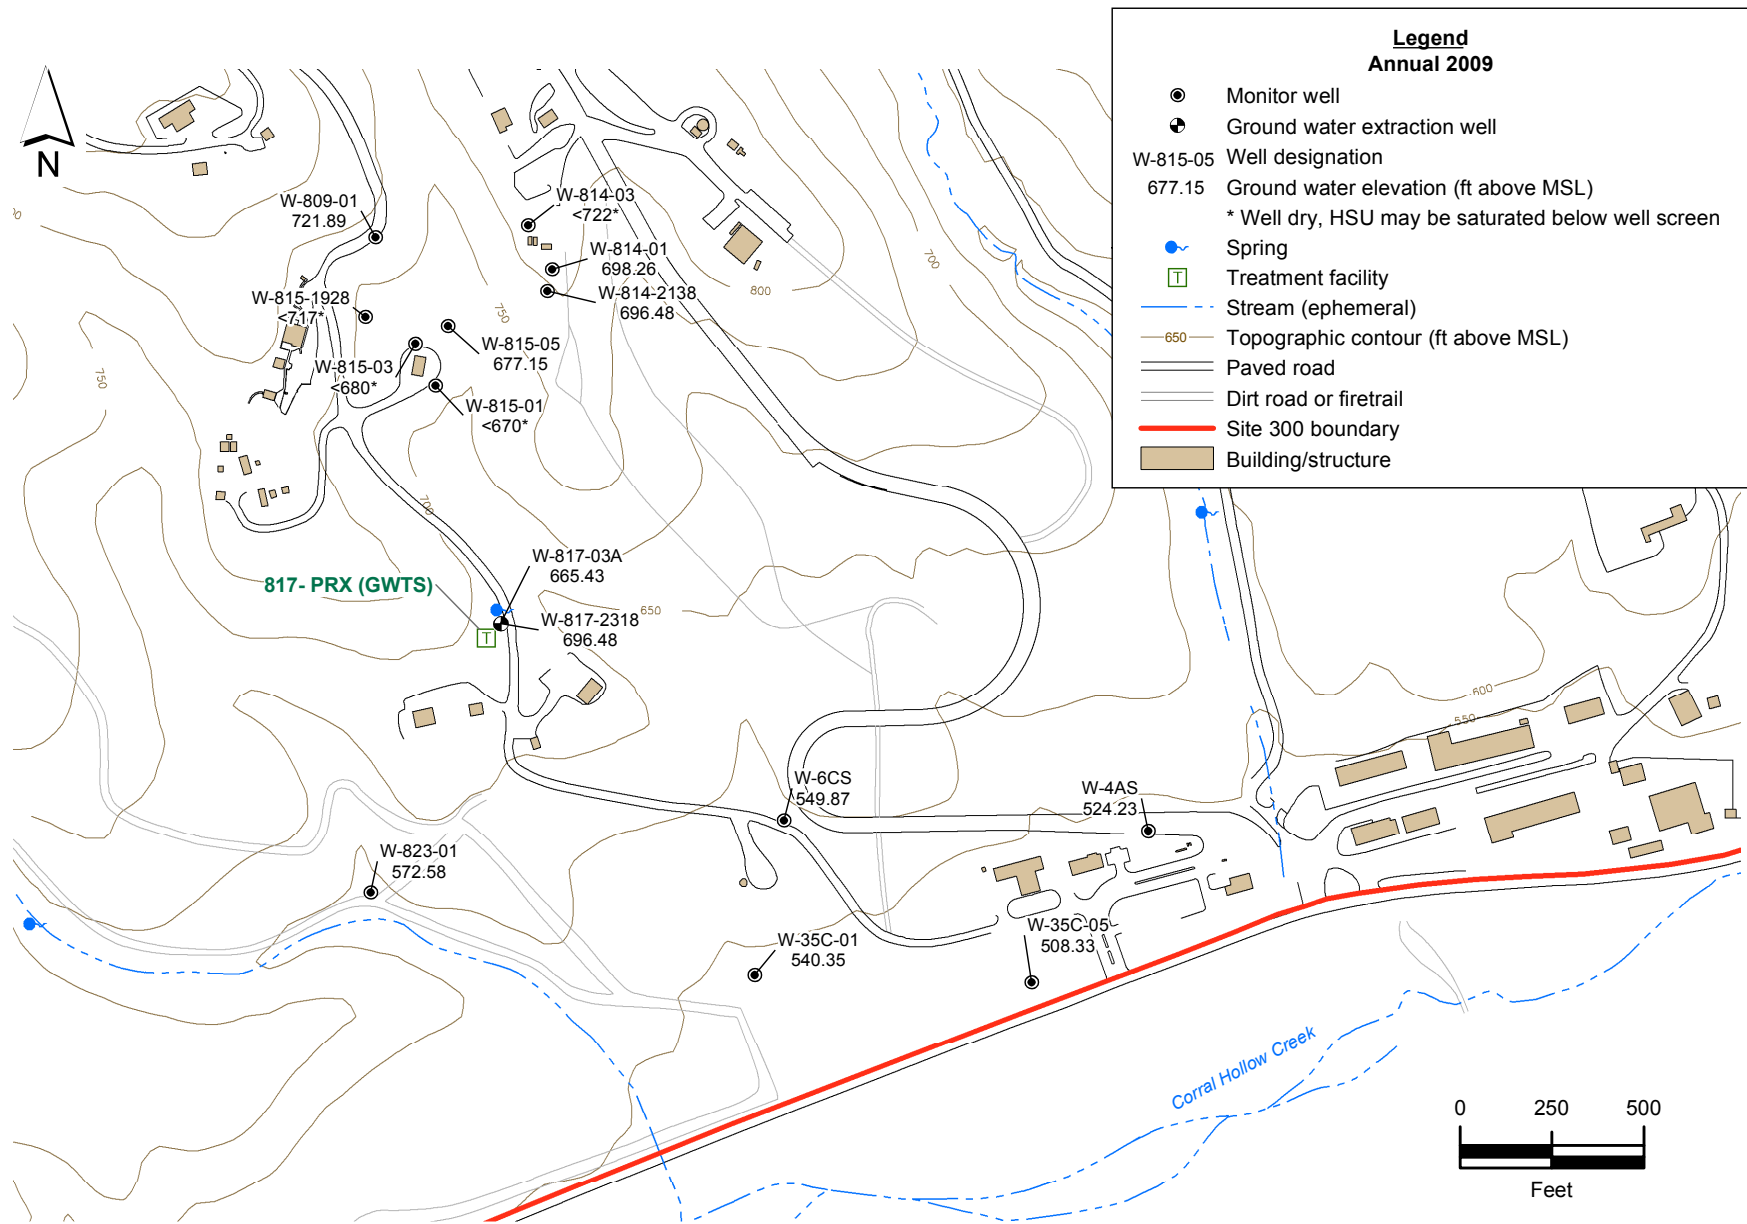 Legend
Annual 2009
Monitor well
Ground water extraction well
W-815-05 Well designation
677.15 Ground water elevation (ft above MSL)
* Well dry, HSU may be saturated below well screen
Spring
T Treatment facility
Stream (ephemeral)
650 Topographic contour (ft above MSL)
Paved road
Dirt road or firetrail
Site 300 boundary
Building/structure
N
W-809-01
721.89
W-814-03
<722*
W-814-01
698.26
W-814-2138
696.48
W-815-1928
<717*
W-815-05
677.15
W-815-03
<680*
W-815-01
<670*
750
750
700
800
700
W-817-03A
665.43
817- PRX (GWTS)
W-817-2318
696.48
T
650
600
550
W-6CS
549.87
W-4AS
524.23
W-823-01
572.58
W-35C-01
540.35
W-35C-05
508.33
Corral Hollow Creek
0 250 500
Feet